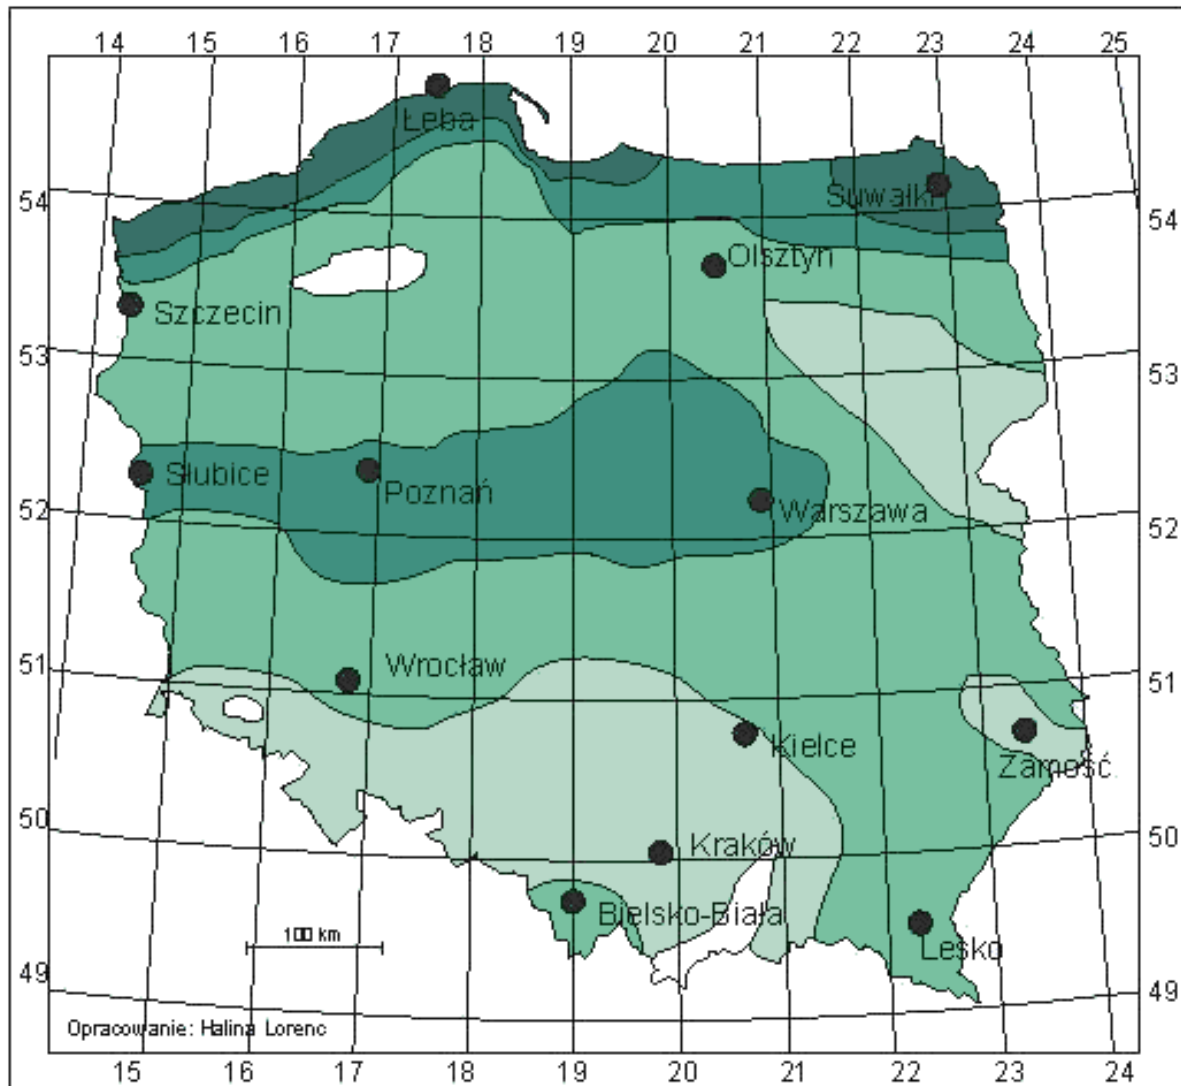 14 15 16 17 18 19 20 21 22 23 24 25
Łeba
Suwałki
54
54
Olsztyn
Szczecin
53
53
Słubice
Poznań
52
Warszawa
52
Wrocław
51
51
Kielce
Zamość
50
Kraków
50
Bielsko-Biała
100 km
Lesko
49
49
Opracowanie: Halina Lorenc
15 16 17 18 19 20 21 22 23 24